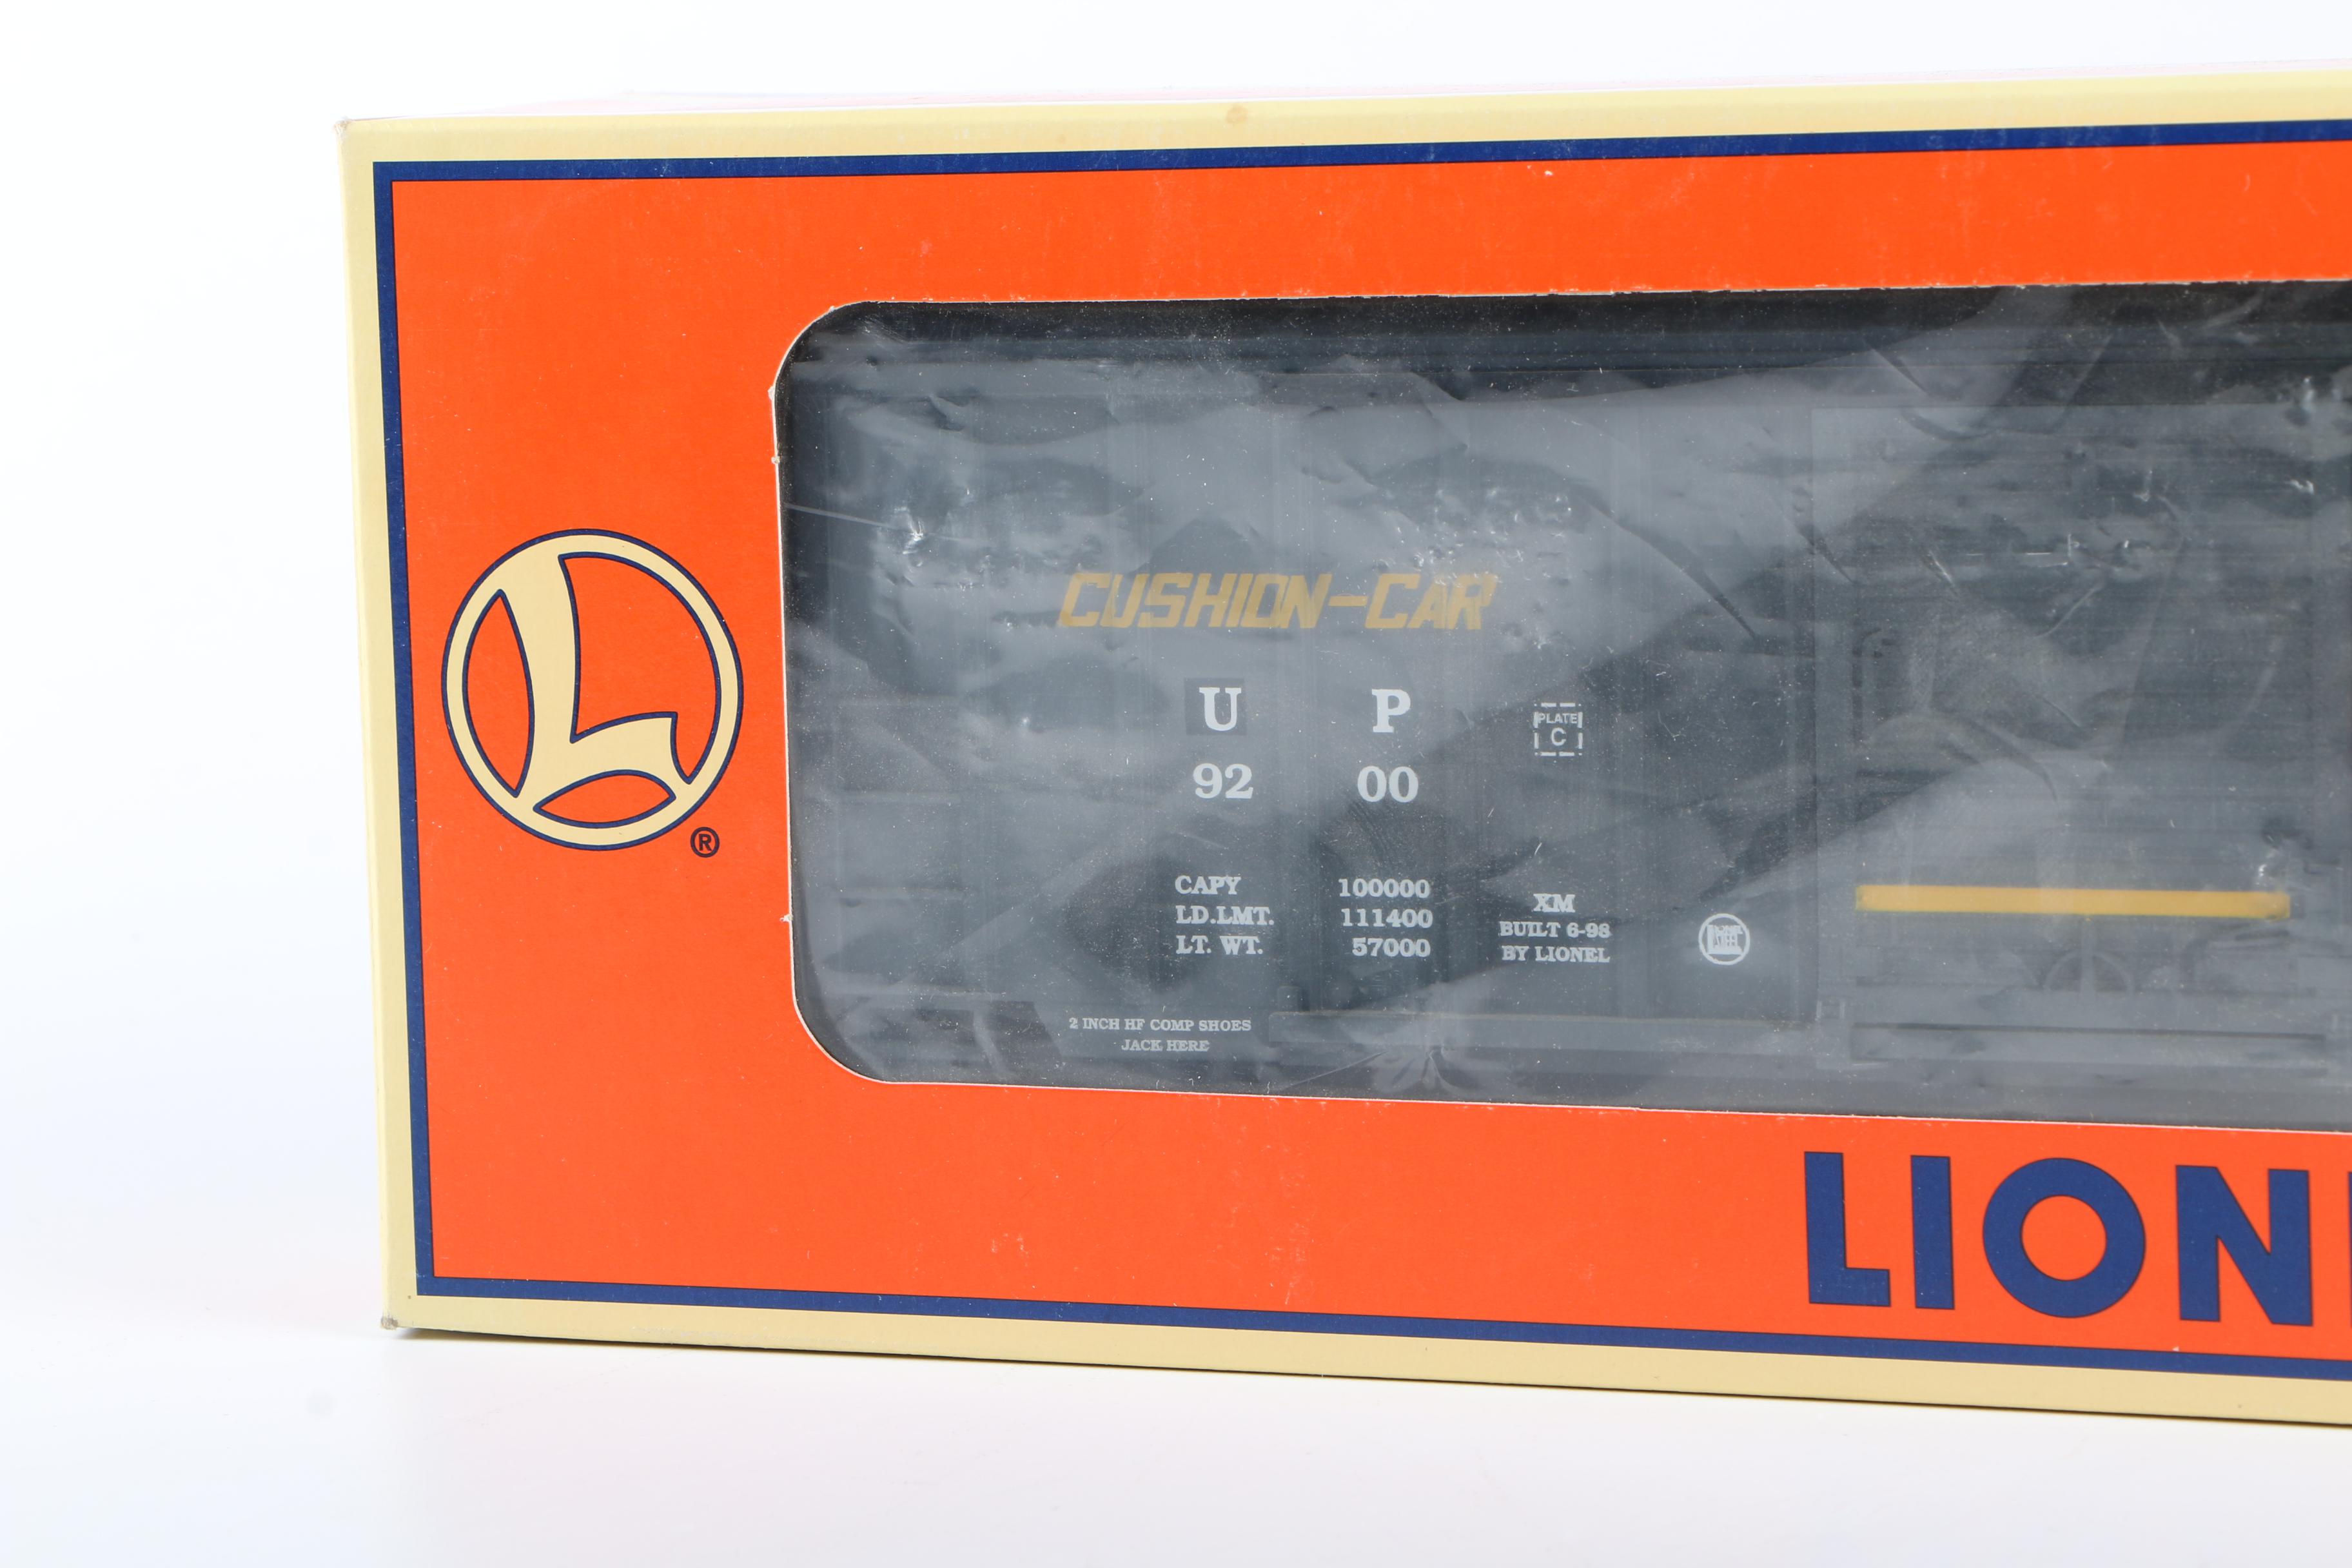 L
®
CUSHION-CAR
U P
92 00
PLATE
C
CAPY 100000
LD.LMT. 111400
LT. WT. 57000
XM
BUILT 6-98
BY LIONEL
2 INCH HF COMP SHOES
JACK HERE
LION